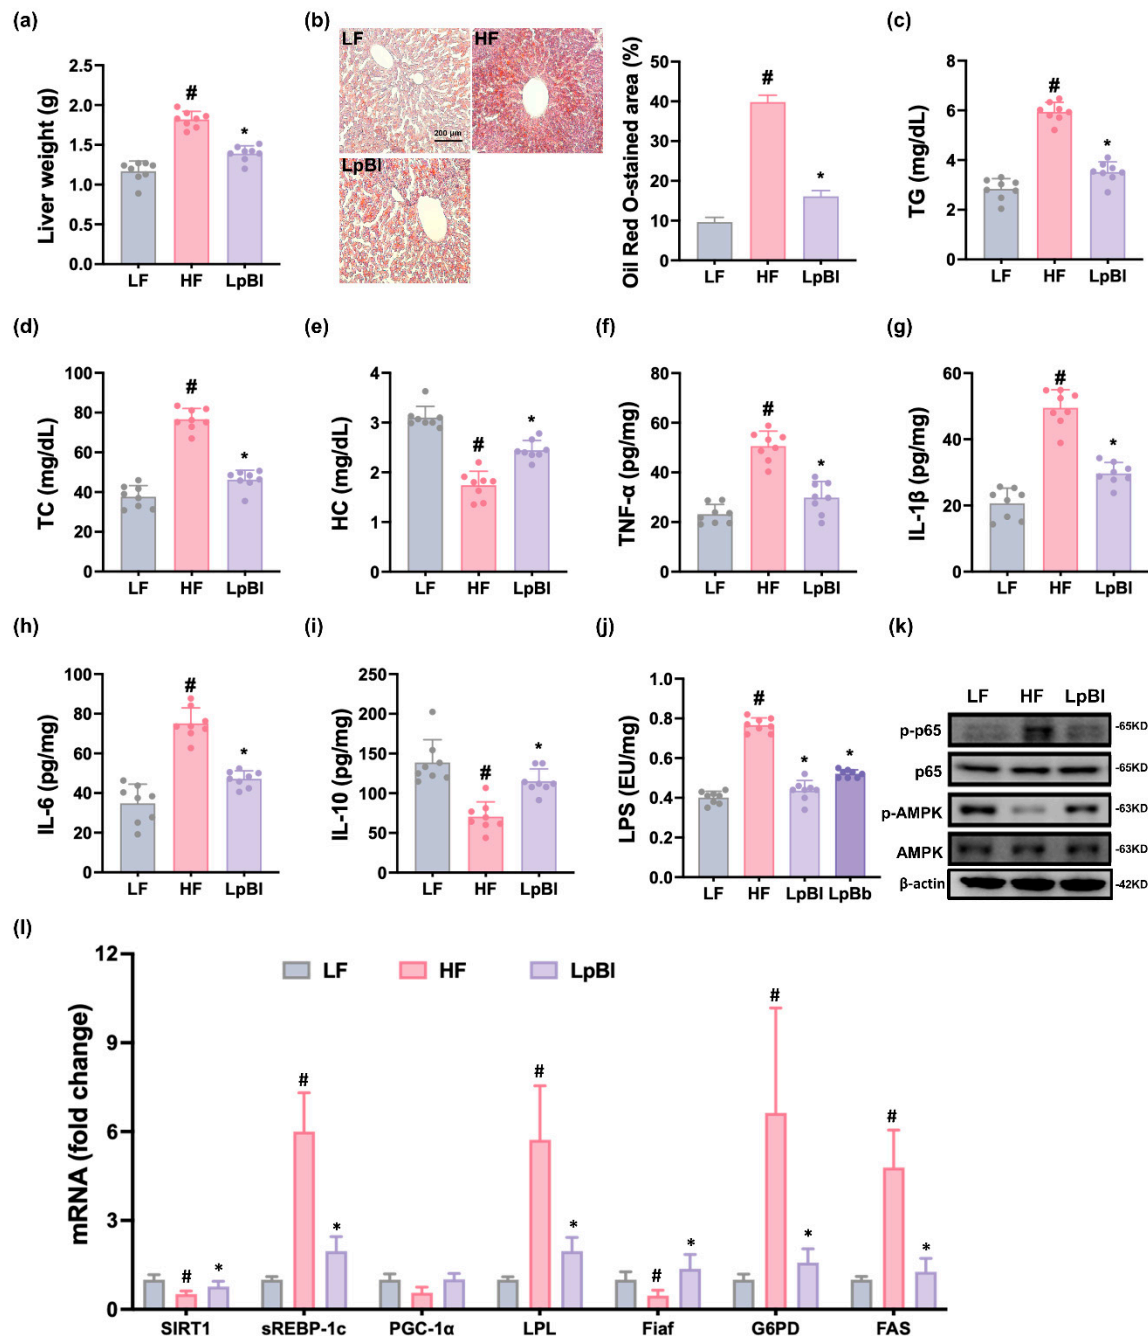 (a)
Liver weight (g)
2.5
2.0
1.5
1.0
0.5
0.0
#
*
LF HF LpBl
(b)
LF
HF
200 μm
LpBl
Oil Red O-stained area (%)
50
40
30
20
10
0
#
*
LF HF LpBl
(c)
TG (mg/dL)
8
6
4
2
0
#
*
LF HF LpBl
(d)
TC (mg/dL)
100
80
60
40
20
0
#
*
LF HF LpBl
(e)
HC (mg/dL)
4
3
2
1
0
#
*
LF HF LpBl
(f)
TNF-α (pg/mg)
80
60
40
20
0
#
*
LF HF LpBl
(g)
IL-1β (pg/mg)
60
40
20
0
#
*
LF HF LpBl
(h)
IL-6 (pg/mg)
100
80
60
40
20
0
#
*
LF HF LpBl
(i)
IL-10 (pg/mg)
250
200
150
100
50
0
#
*
LF HF LpBl
(j)
LPS (EU/mg)
0.8
0.6
0.4
0.2
0.0
#
* *
LF HF LpBl LpBb
(k)
LF HF LpBl
p-p65 -65KD
p65 -65KD
p-AMPK -63KD
AMPK -63KD
β-actin -42KD
(l)
mRNA (fold change)
12
9
6
3
0
LF HF LpBl
# * # * # * # * # * # *
SIRT1 sREBP-1c PGC-1α LPL Fiaf G6PD FAS